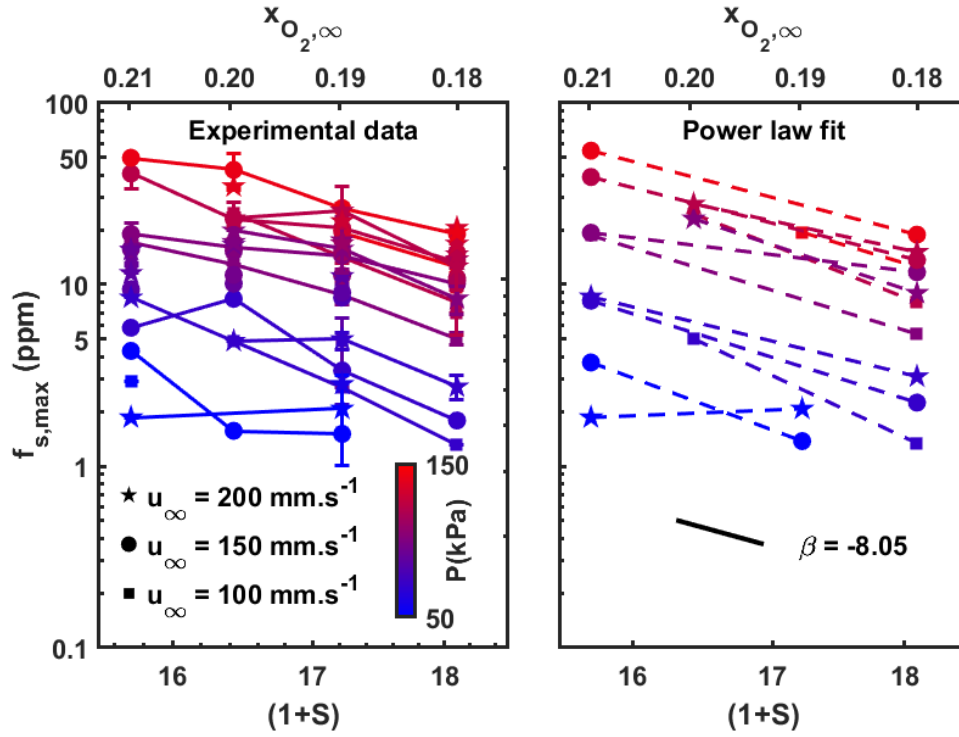 x_{O_2,∞}
0.21 0.20 0.19 0.18
Experimental data
100
50
10
5
1
0.1
f_{s,max} (ppm)
★ u_∞ = 200 mm.s^{-1}
● u_∞ = 150 mm.s^{-1}
■ u_∞ = 100 mm.s^{-1}
150
P(kPa)
50
16 17 18
(1+S)
x_{O_2,∞}
0.21 0.20 0.19 0.18
Power law fit
β = -8.05
16 17 18
(1+S)